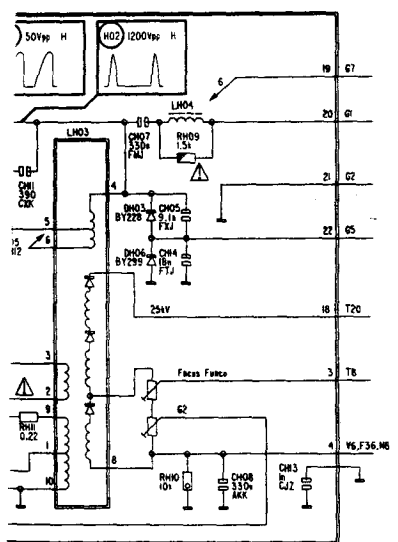 50Vpp H
H02 1200Vpp H
19 G7
6
LH04
20 G1
CH07
330n
FMJ
RH09
1.5k
LH03
CH11
390
CXK
4
21 G2
DH03
BY228
CH05
9.1n
FXJ
5
22 G5
6
DH06
BY299
CH14
18n
FTJ
25kV
18 T20
3
Focus Funco
3 T8
2
9
G2
RH11
0.22
1
8
4 V6,F36,N6
10
RH10
10k
CH08
330n
AKK
CH13
1n
CJZ